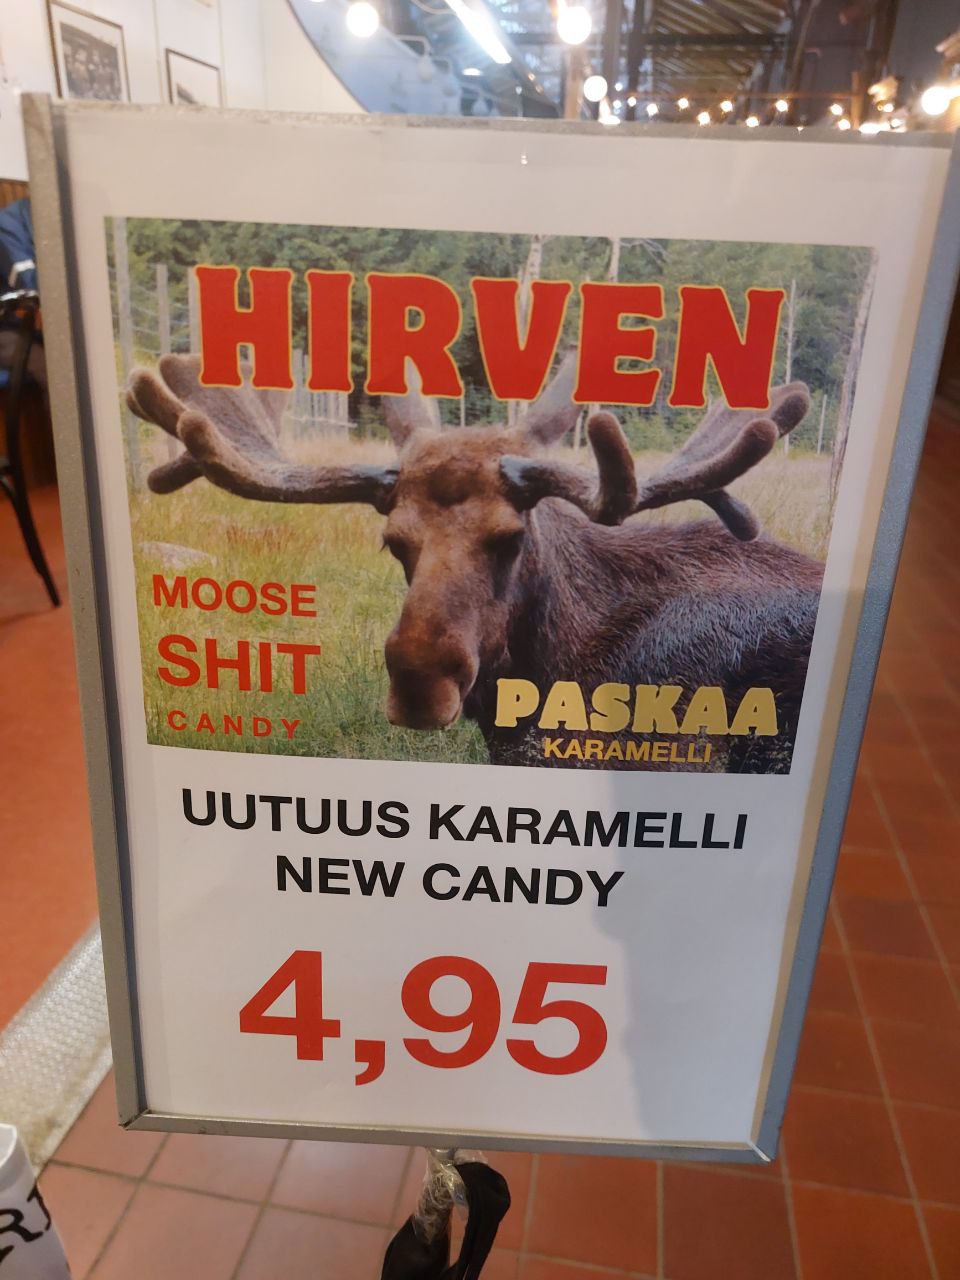 HIRVEN
MOOSE
SHIT
CANDY
PASKAA
KARAMELLI
UUTUUS KARAMELLI
NEW CANDY
4,95